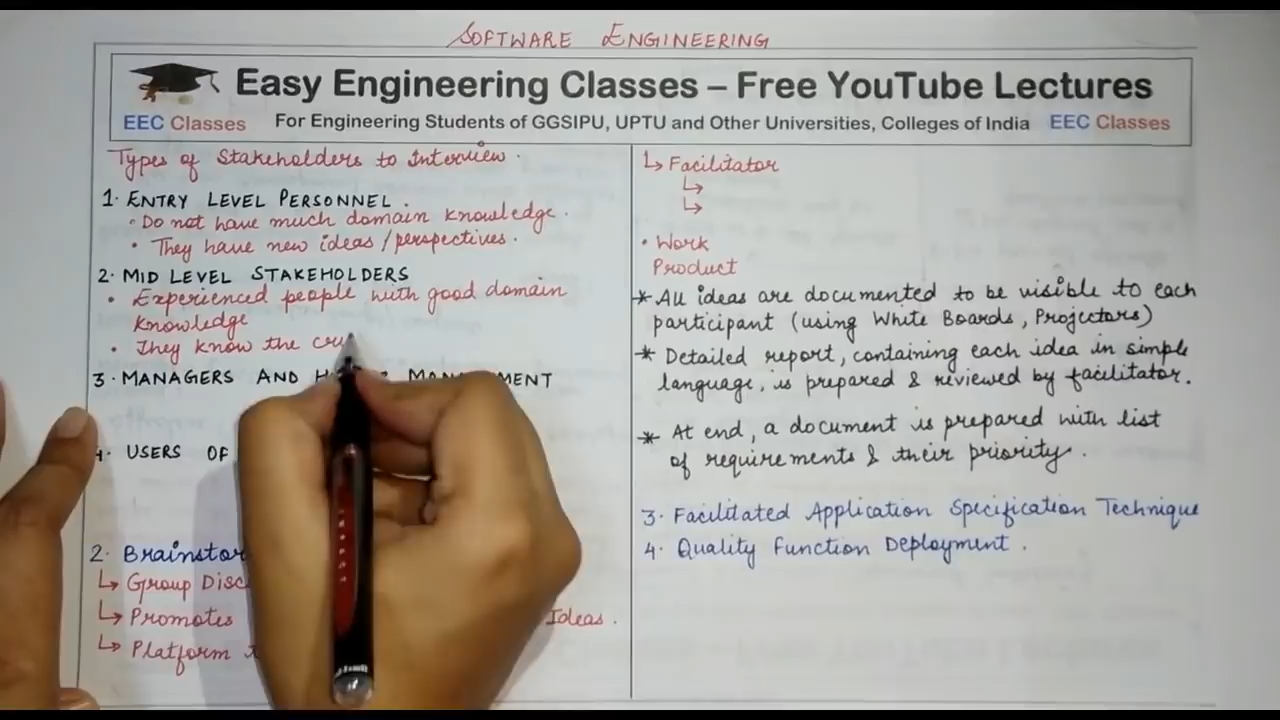 SOFTWARE ENGINEERING
Easy Engineering Classes – Free YouTube Lectures
EEC Classes For Engineering Students of GGSIPU, UPTU and Other Universities, Colleges of India EEC Classes
Types of Stakeholders to Interview.
1. ENTRY LEVEL PERSONNEL.
• Do not have much domain knowledge.
• They have new ideas / perspectives.
2. MID LEVEL STAKEHOLDERS
• Experienced people with good domain
knowledge
• They know the
3. MANAGERS AND
4. USERS OF
2.
↳ Group
↳ Promotes Ideas.
↳ Platform
↳ Facilitator
↳
↳
• Work
Product
* All ideas are documented to be visible to each
participant (using White Boards, Projectors)
* Detailed report, containing each idea in simple
language, is prepared & reviewed by facilitator.
* At end, a document is prepared with list
of requirements & their priority.
3. Facilitated Application Specification Technique
4. Quality Function Deployment.